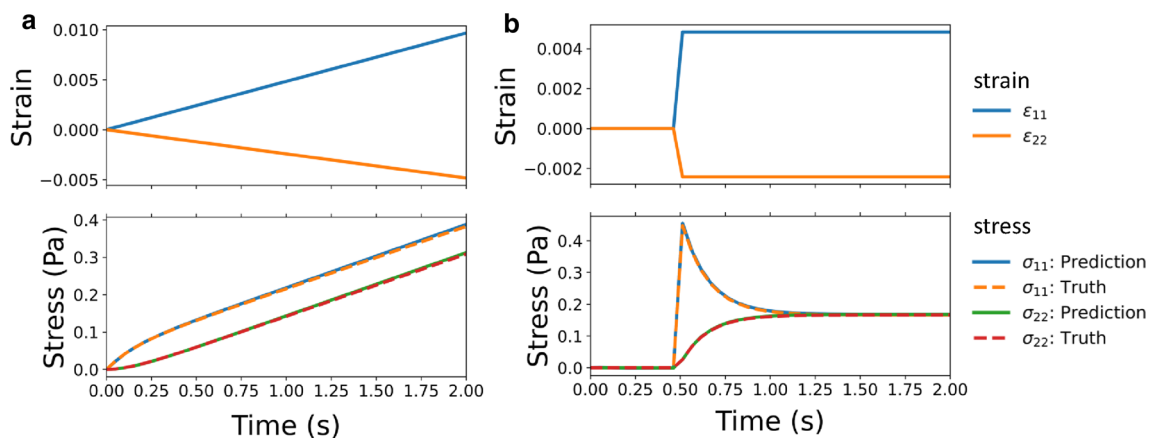 a
0.010
0.005
0.000
−0.005
Strain
0.4
0.3
0.2
0.1
0.0
Stress (Pa)
0.00 0.25 0.50 0.75 1.00 1.25 1.50 1.75 2.00
Time (s)
b
0.004
0.002
0.000
−0.002
Strain
0.4
0.3
0.2
0.1
0.0
Stress (Pa)
0.00 0.25 0.50 0.75 1.00 1.25 1.50 1.75 2.00
Time (s)
strain
ε11
ε22
stress
σ11: Prediction
σ11: Truth
σ22: Prediction
σ22: Truth